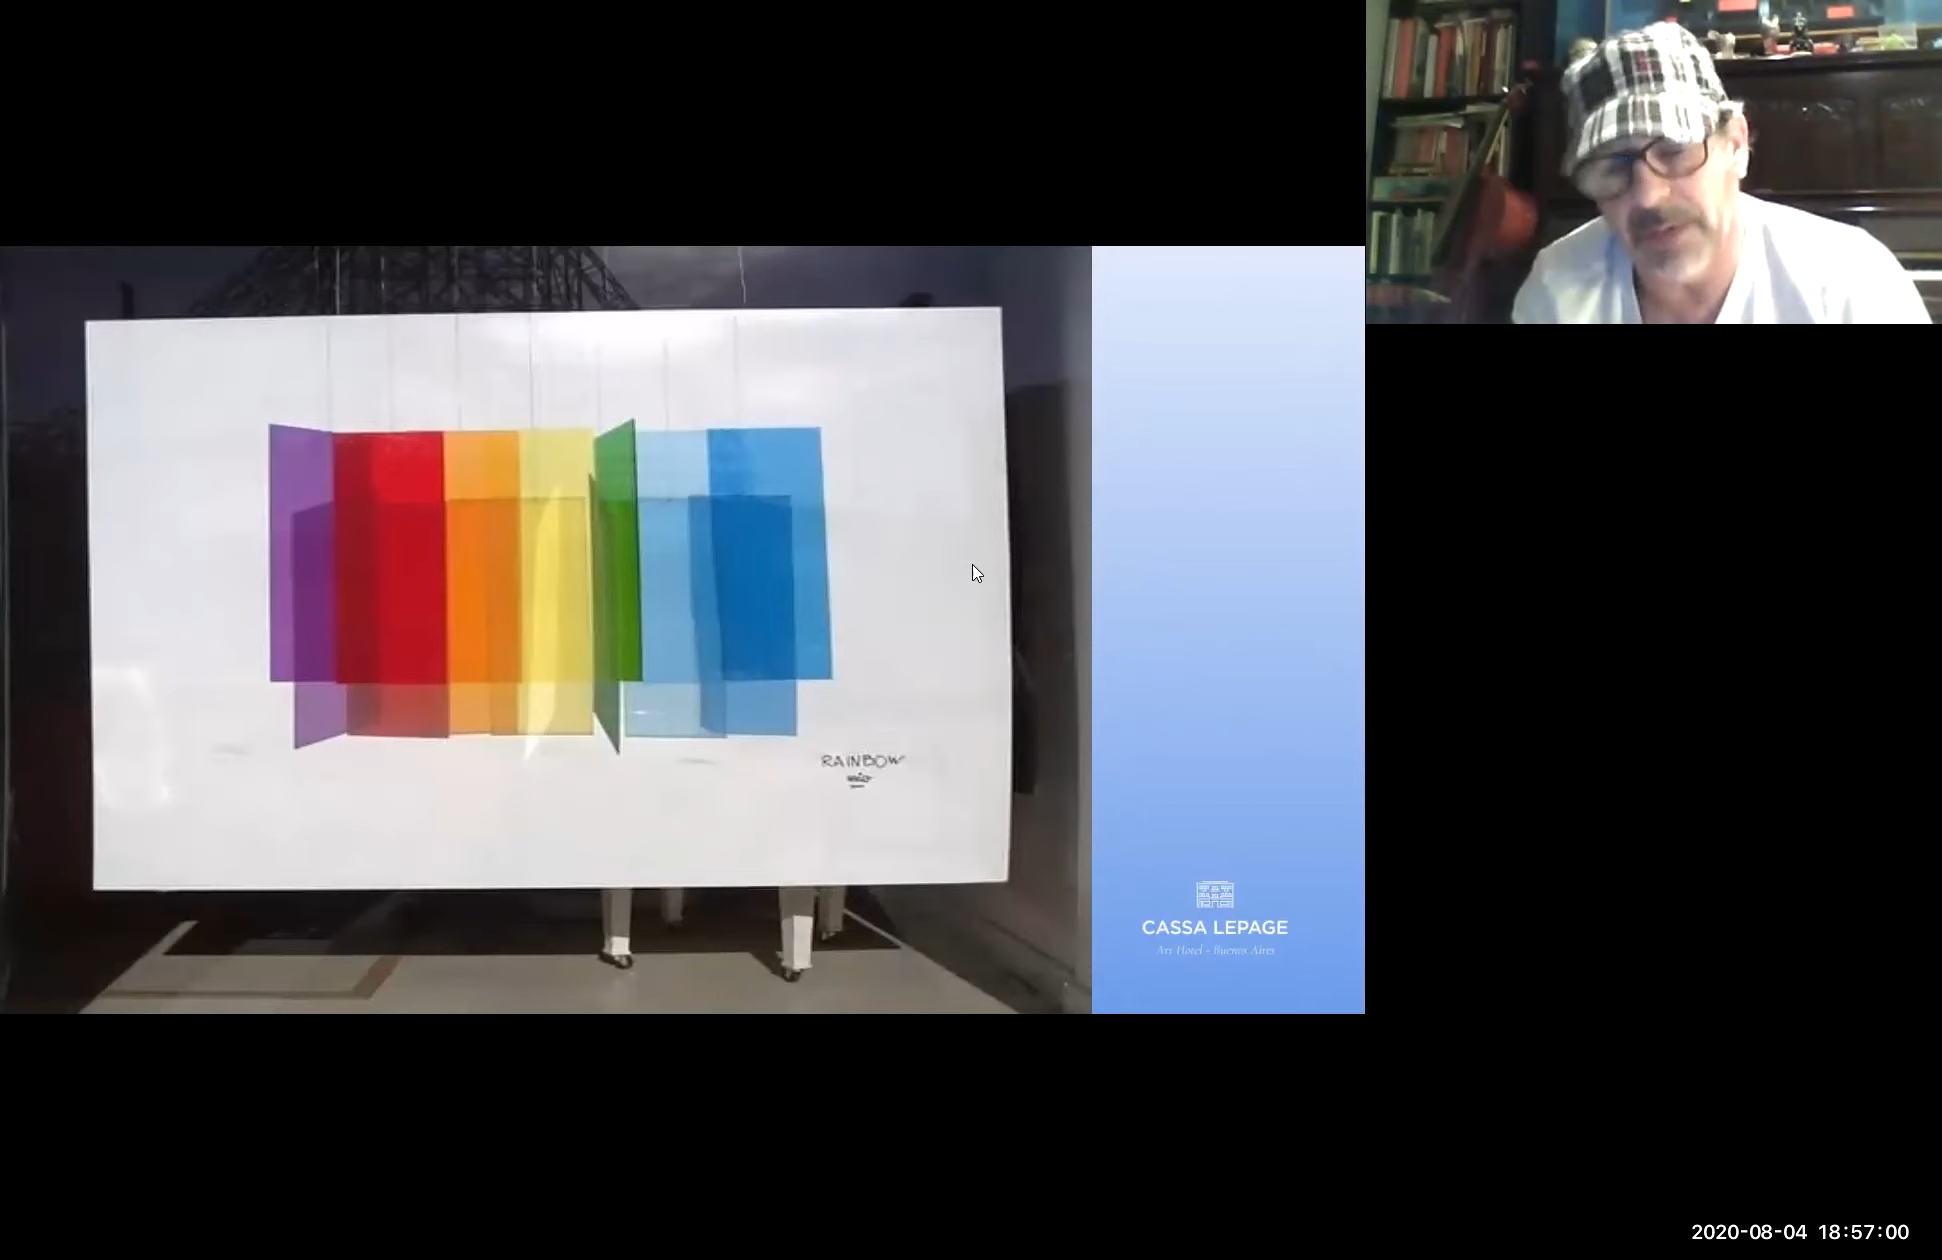 RAINBOW
CASSA LEPAGE
Art Hotel - Buenos Aires
2020-08-04 18:57:00